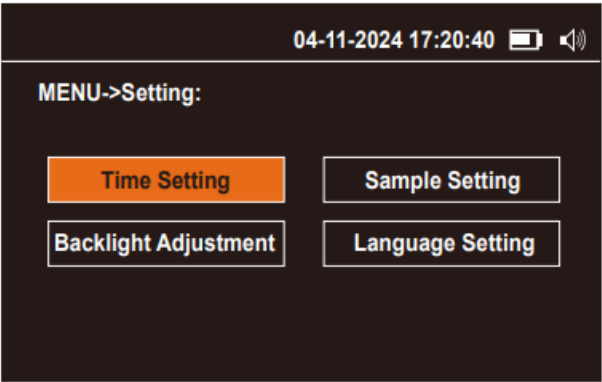 04-11-2024 17:20:40
MENU->Setting:
Time Setting
Sample Setting
Backlight Adjustment
Language Setting